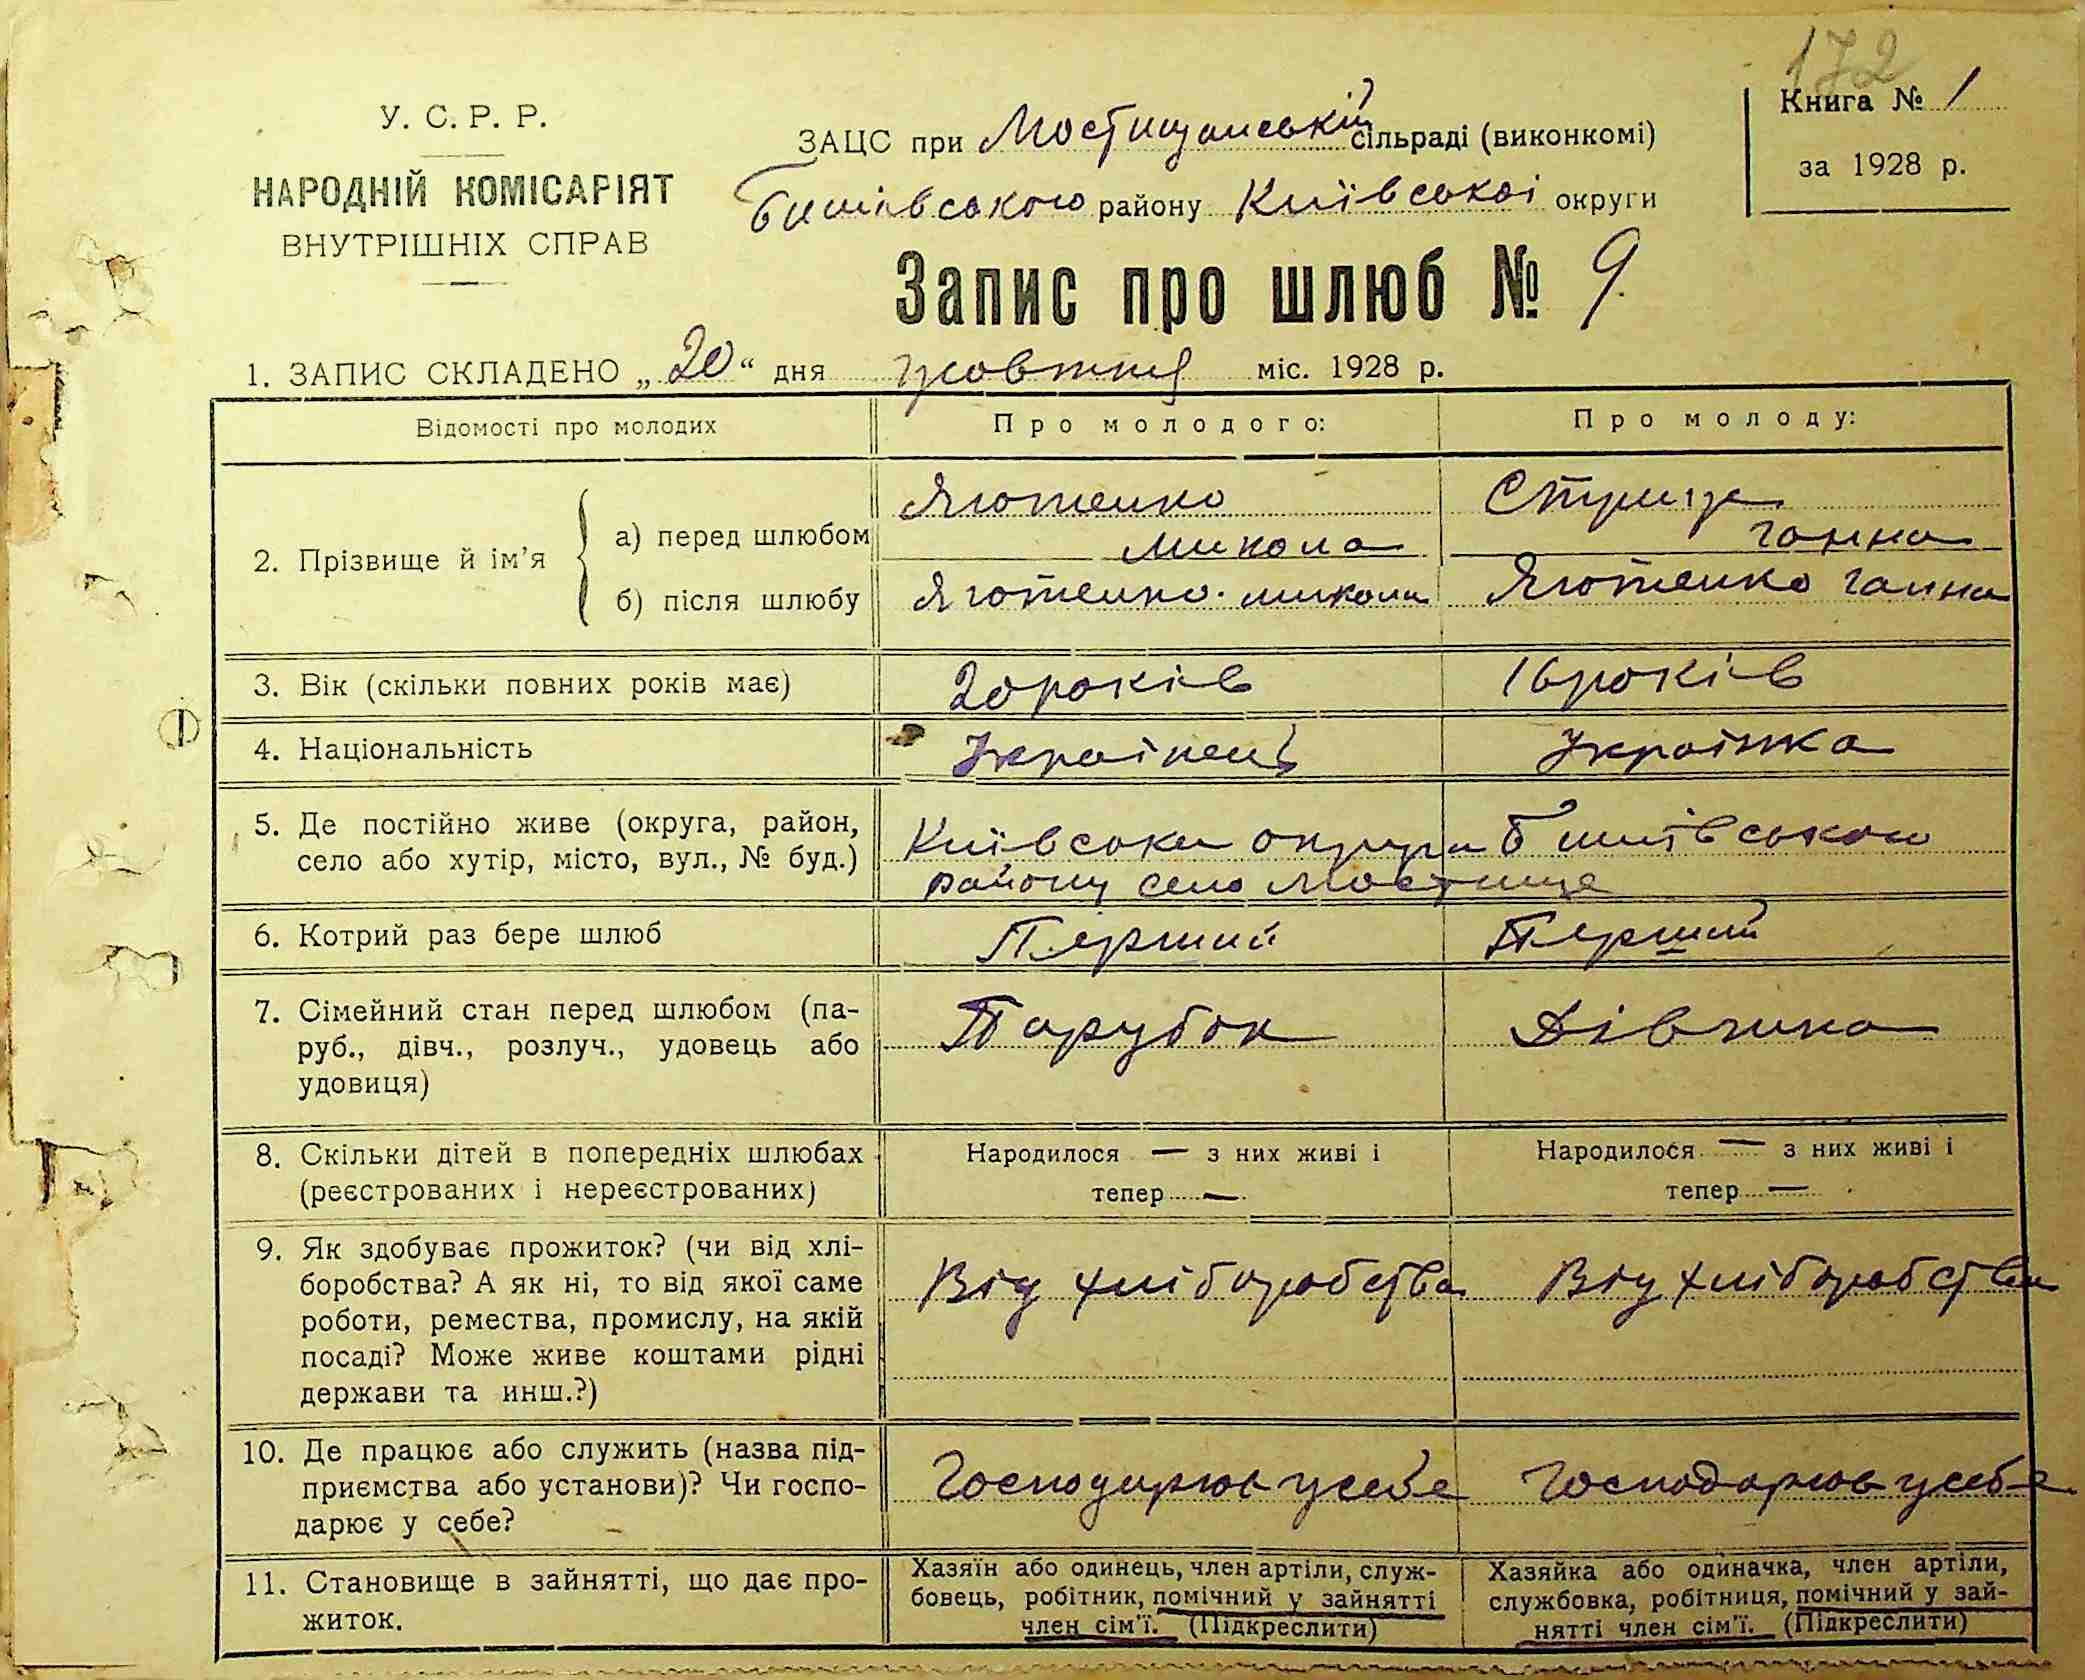 172
У. С. Р. Р.
НАРОДНІЙ КОМІСАРІЯТ
ВНУТРІШНІХ СПРАВ
ЗАЦС при Мостищанській сільраді (виконкомі)
Бишівського району Київської округи
Книга № 1
за 1928 р.
Запис про шлюб № 9.
1. ЗАПИС СКЛАДЕНО „20“ дня жовтня міс. 1928 р.
Відомості про молодих
Про молодого:
Про молоду:
2. Прізвище й ім’я
а) перед шлюбом
Яготенко
Микола
Ганна
б) після шлюбу
Яготенко Микола
Яготенко Ганна
3. Вік (скільки повних років має)
20 років
16 років
4. Національність
Українець
Українка
5. Де постійно живе (округа, район,
село або хутір, місто, вул., № буд.)
Київська округа Бишівського
району село Мостище
6. Котрий раз бере шлюб
Перший
Перший
7. Сімейний стан перед шлюбом (па-
руб., дівч., розлуч., удовець або
удовиця)
Парубок
Дівчина
8. Скільки дітей в попередніх шлюбах
(реєстрованих і нереєстрованих)
Народилося — з них живі і
тепер —
Народилося — з них живі і
тепер —
9. Як здобуває прожиток? (чи від хлі-
боробства? А як ні, то від якої саме
роботи, ремества, промислу, на якій
посаді? Може живе коштами рідні
держави та инш.?)
Від хліборобства
Від хліборобства
10. Де працює або служить (назва під-
приємства або установи)? Чи госпо-
дарює у себе?
Господарює у себе
Господарює у себе
11. Становище в зайнятті, що дає про-
житок.
Хазяїн або одинець, член артіли, служ-
бовець, робітник, помічний у зайнятті
член сім’ї. (Підкреслити)
Хазяйка або одиначка, член артіли,
службовка, робітниця, помічний у зай-
нятті член сім’ї. (Підкреслити)